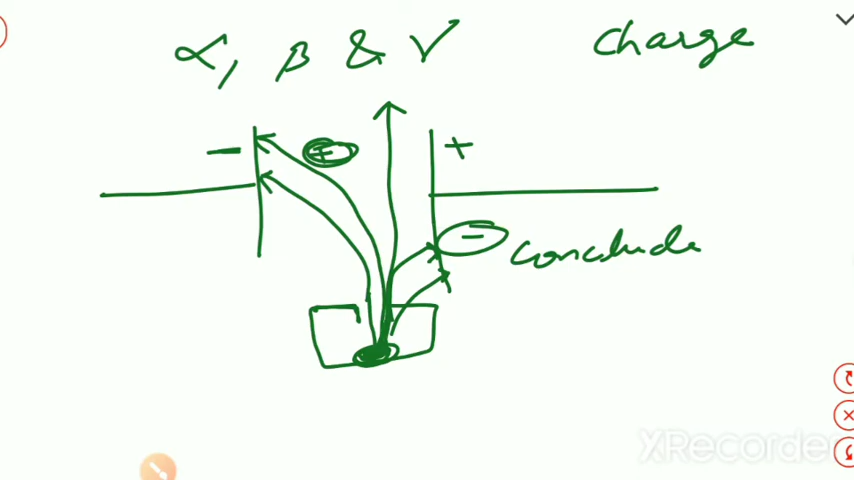 α, β & γ charge
- + +
- conclude
XRecorder